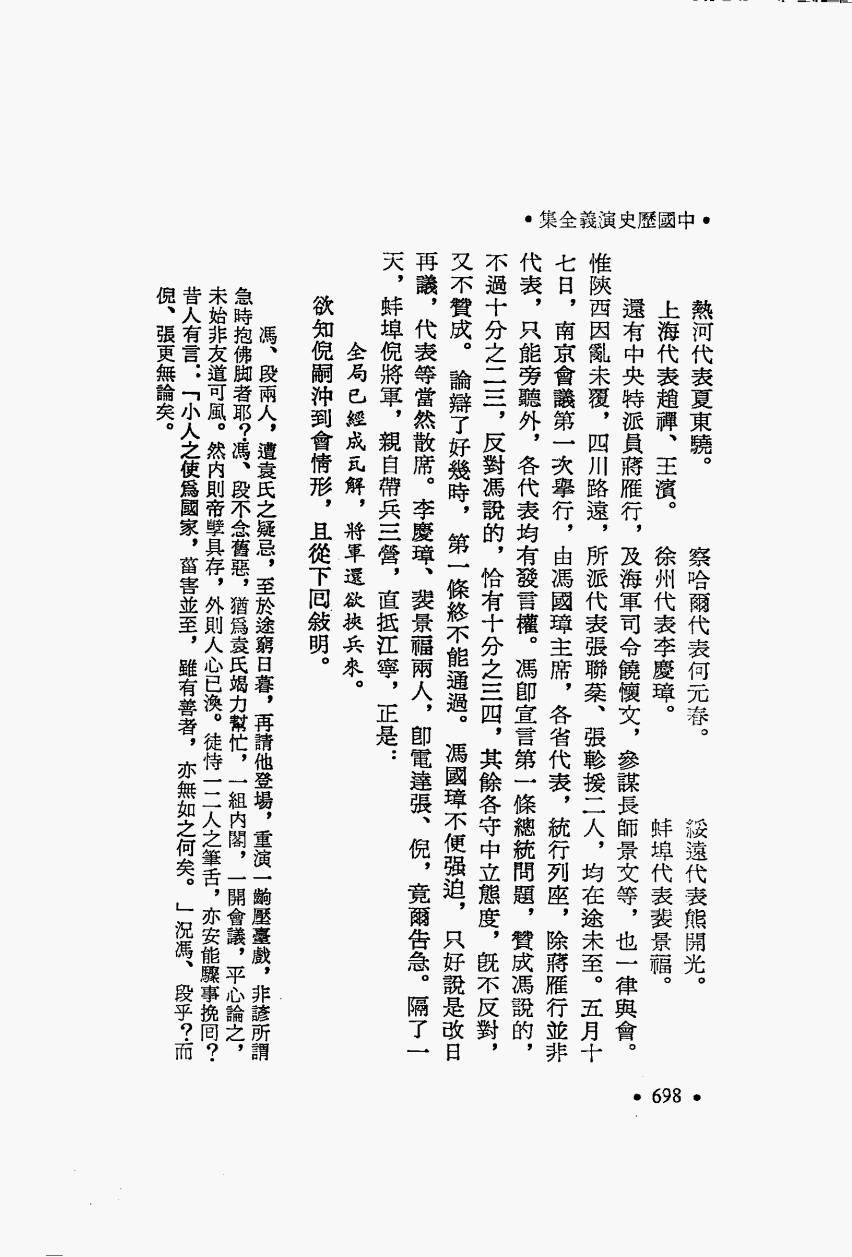 •中國歷史演義全集•
熱河代表夏東驍。　察哈爾代表何元春。　綏遠代表熊開光。
上海代表趙禪、王濱。　徐州代表李慶璋。　蚌埠代表裴景福。
還有中央特派員蔣雁行，及海軍司令饒懷文，參謀長師景文等，也一律與會。
惟陝西因亂未覆，四川路遠，所派代表張聯棻、張軫援二人，均在途未至。五月十
七日，南京會議第一次舉行，由馮國璋主席，各省代表，統行列座，除蔣雁行並非
代表，只能旁聽外，各代表均有發言權。馮卽宣言第一條總統問題，贊成馮說的，
不過十分之二三，反對馮說的，恰有十分之三四，其餘各守中立態度，旣不反對，
又不贊成。論辯了好幾時，第一條終不能通過。馮國璋不便强迫，只好說是改日
再議，代表等當然散席。李慶璋、裴景福兩人，卽電達張、倪，竟爾告急。隔了一
天，蚌埠倪將軍，親自帶兵三營，直抵江寧，正是：
全局已經成瓦解，將軍還欲挾兵來。
欲知倪嗣沖到會情形，且從下回敍明。
馮、段兩人，遭袁氏之疑忌，至於途窮日暮，再請他登場，重演一齣壓臺戲，非諺所謂
急時抱佛脚者耶？馮、段不念舊惡，猶爲袁氏竭力幫忙，一組内閣，一開會議，平心論之，
未始非友道可風。然内則帝孽具存，外則人心已渙。徒恃一二人之筆舌，亦安能驟事挽回？
昔人有言：「小人之使爲國家，菑害並至，雖有善者，亦無如之何矣。」況馮、段乎？而
倪、張更無論矣。
• 698 •